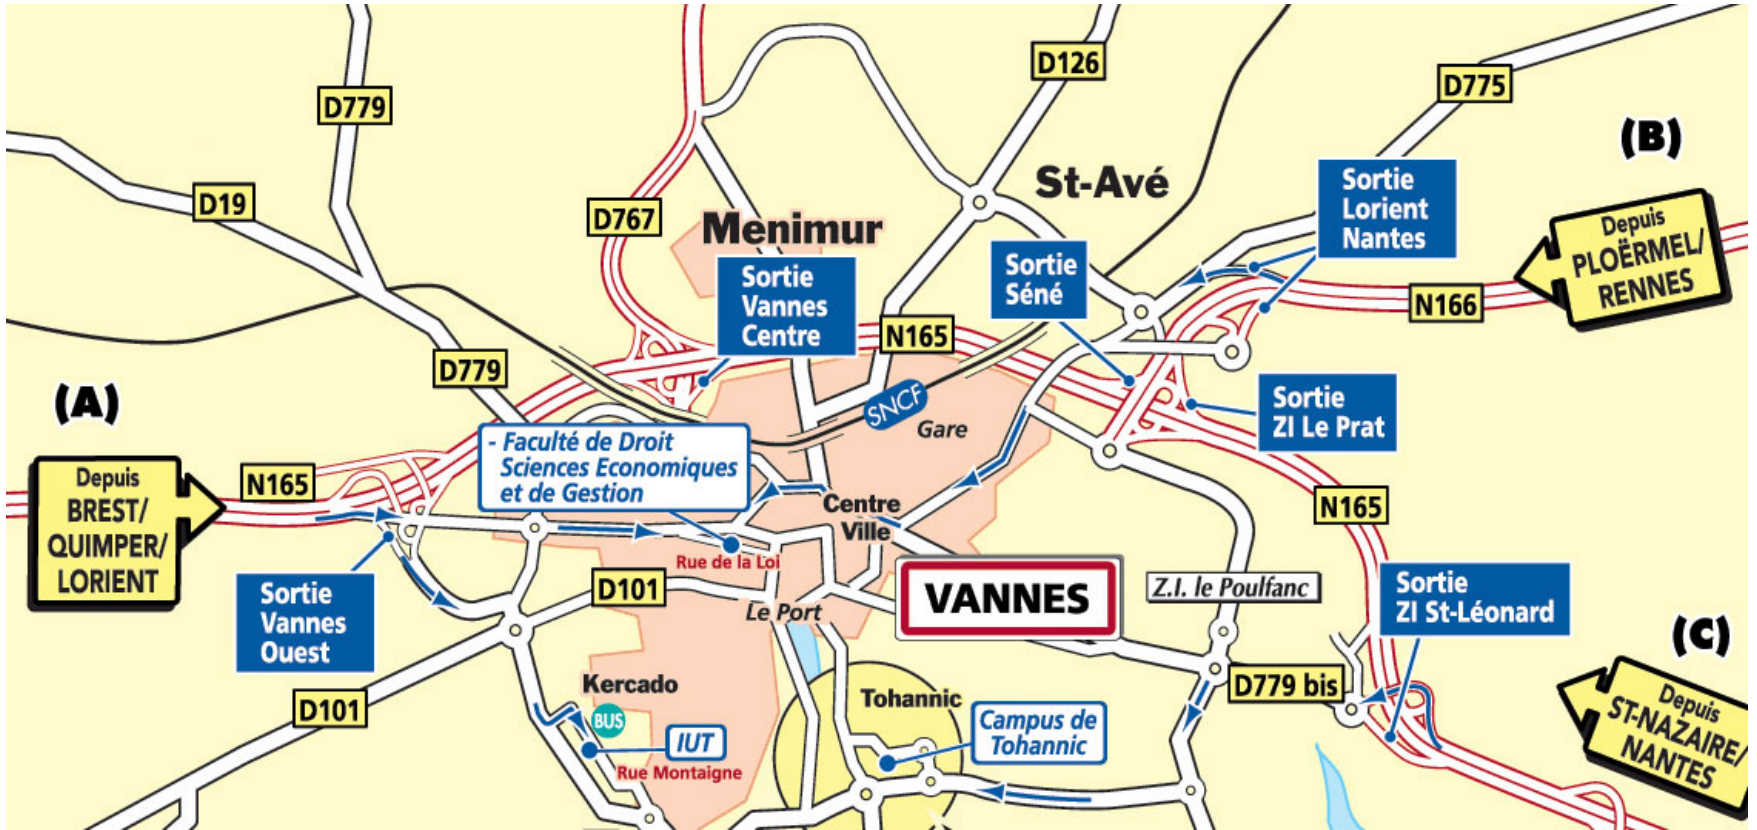 D779
D126
D775
(B)
D19
D767
Menimur
St-Avé
Sortie
Lorient
Nantes
Depuis
PLOËRMEL/
RENNES
Sortie
Vannes
Centre
Sortie
Séné
N165
N166
D779
(A)
SNCF
Gare
Sortie
ZI Le Prat
Depuis
BREST/
QUIMPER/
LORIENT
N165
- Faculté de Droit
Sciences Economiques
et de Gestion
Centre
Ville
N165
Rue de la Loi
D101
Le Port
VANNES
Z.I. le Poulfanc
Sortie
ZI St-Léonard
Sortie
Vannes
Ouest
(C)
Depuis
ST-NAZAIRE/
NANTES
D101
Kercado
BUS
IUT
Rue Montaigne
Tohannic
Campus de
Tohannic
D779 bis